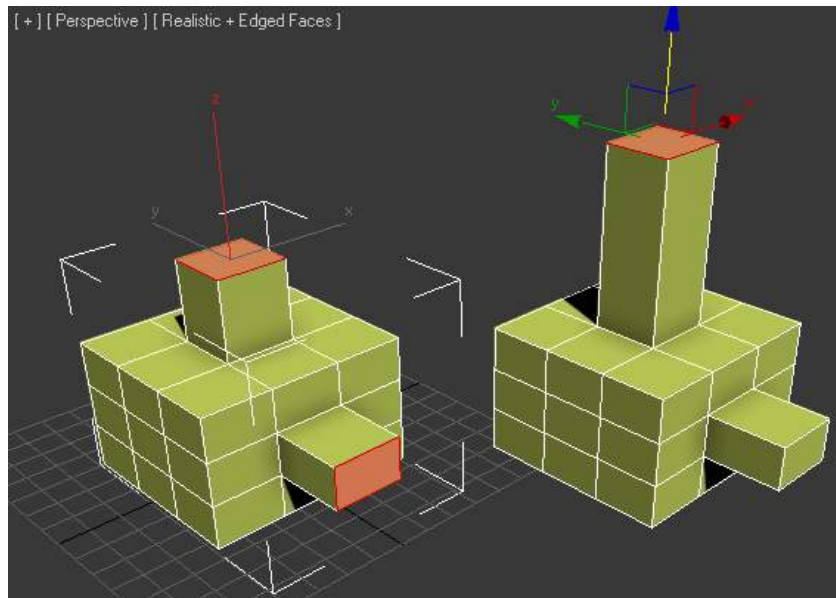 [ + ] [ Perspective ] [ Realistic + Edged Faces ]
z
y
x
y
x